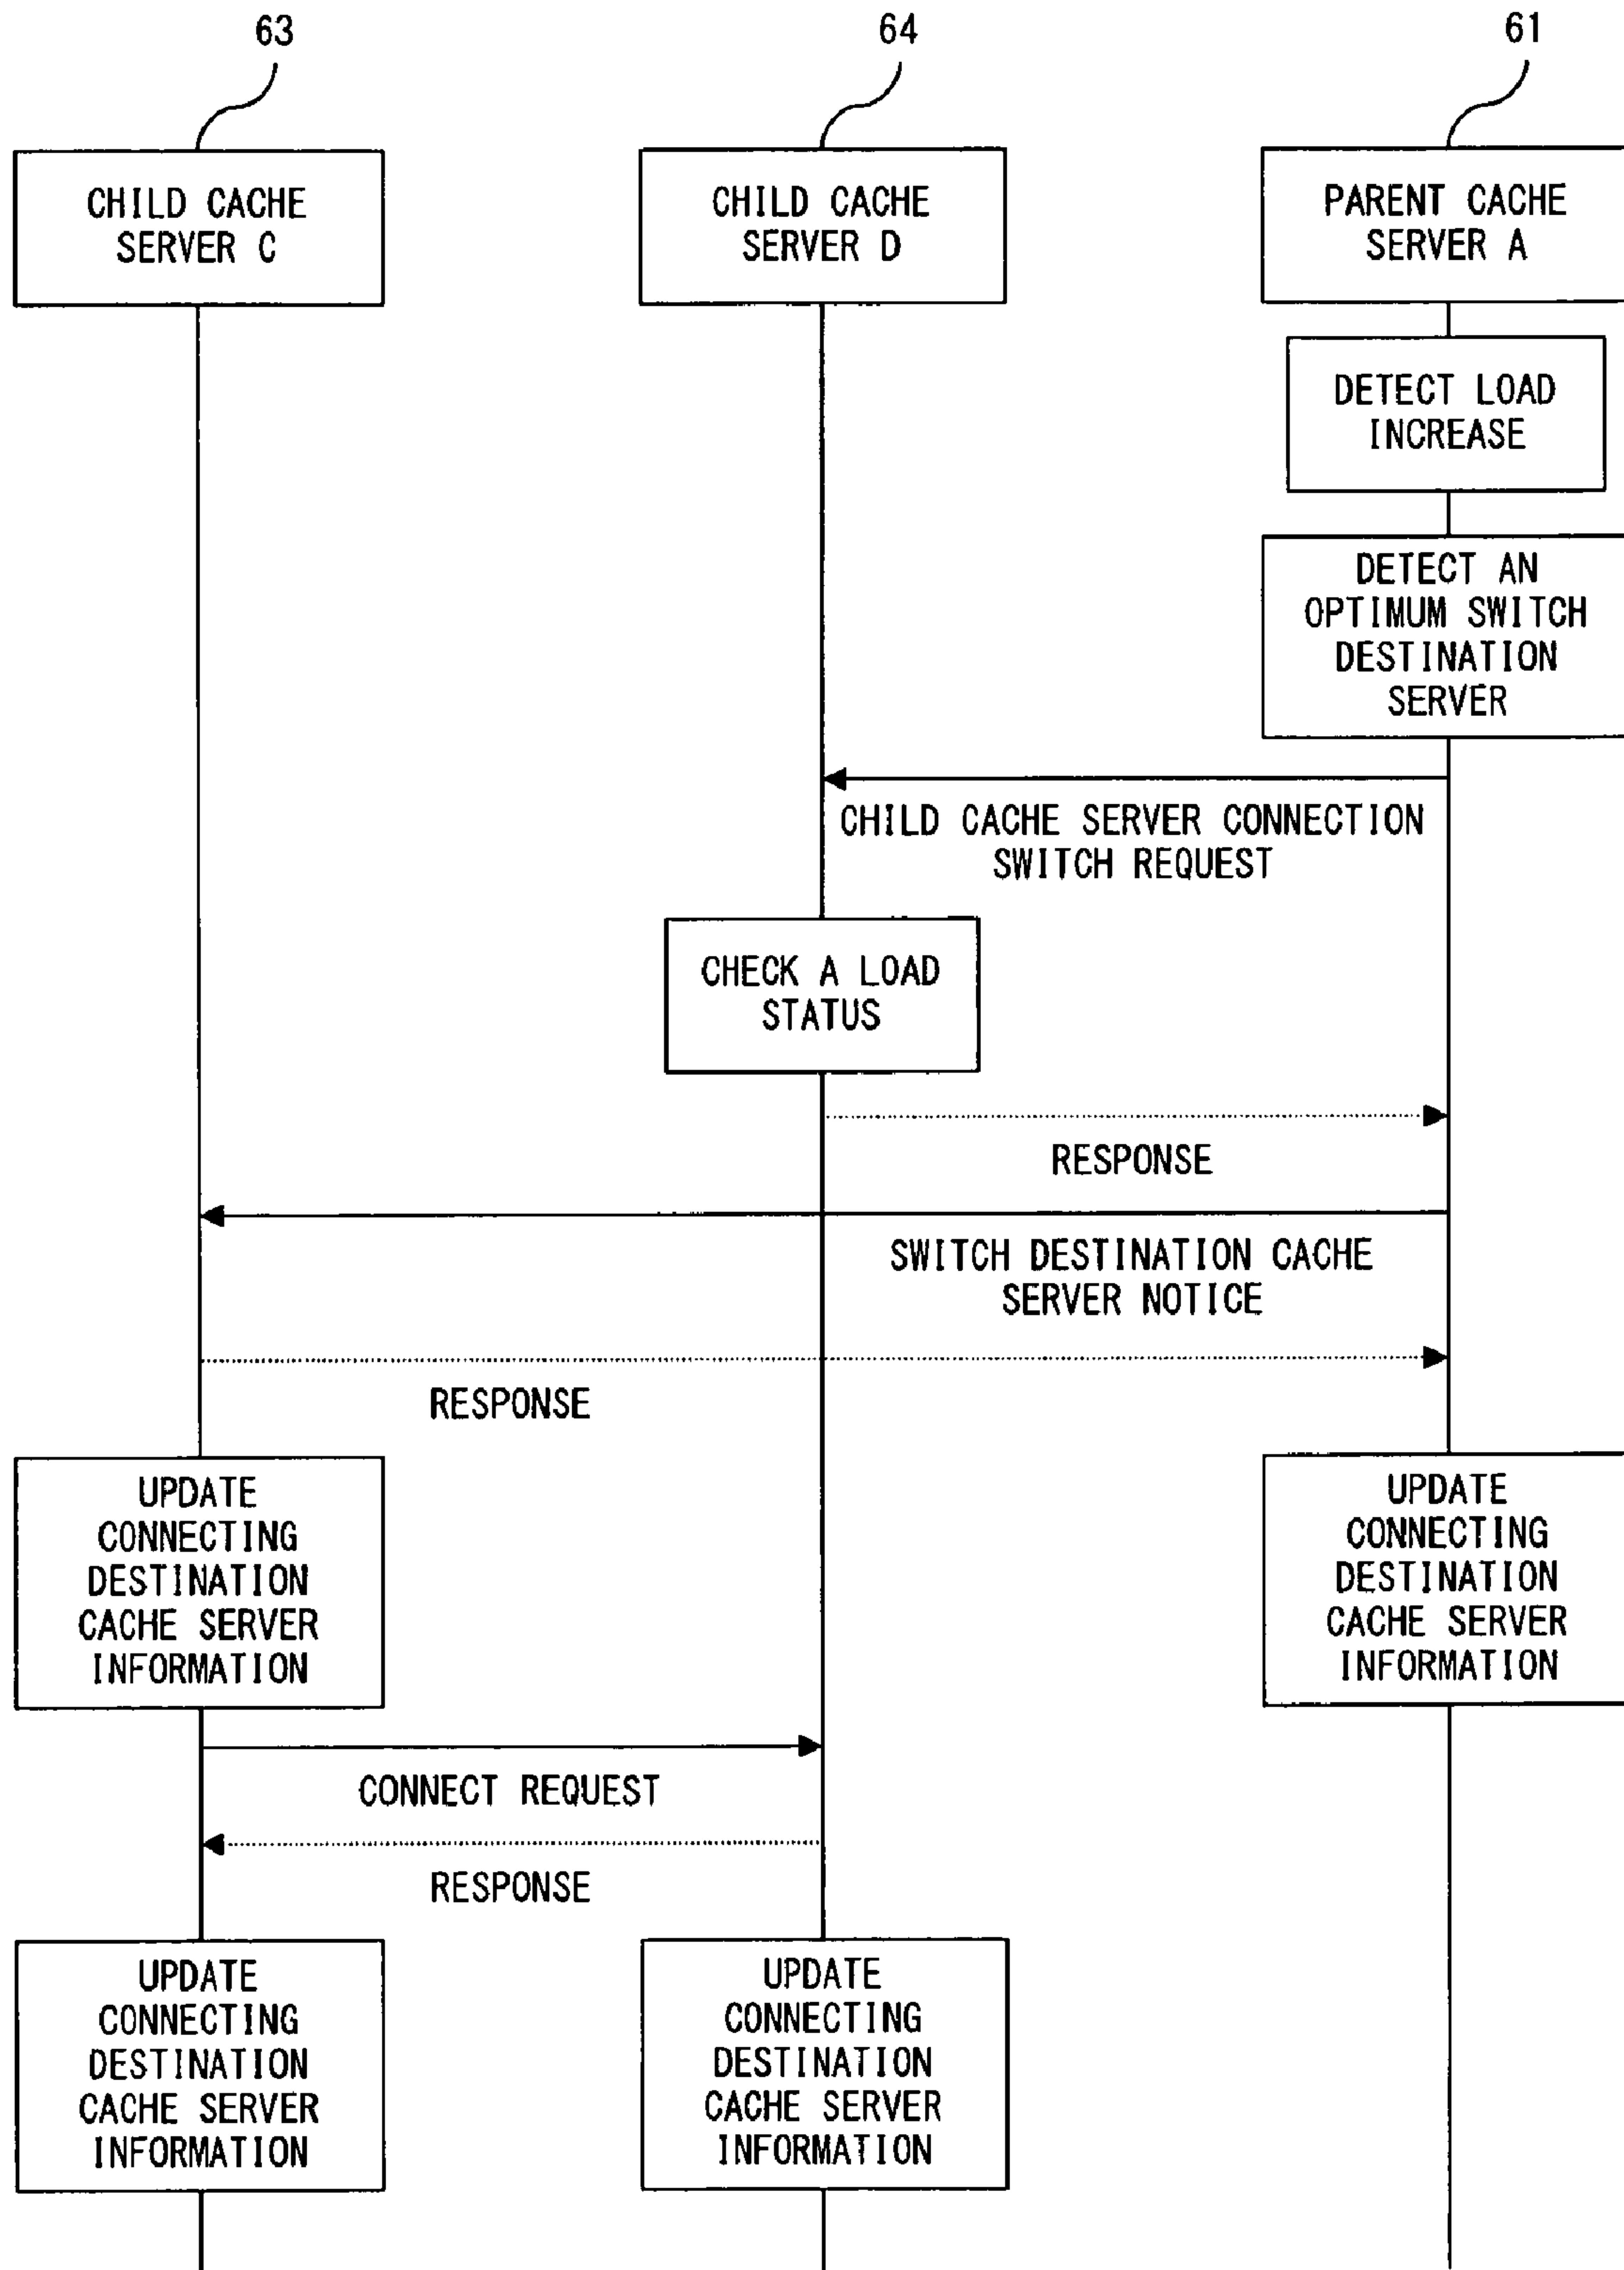 63
64
61
CHILD CACHE
SERVER C
CHILD CACHE
SERVER D
PARENT CACHE
SERVER A
DETECT LOAD
INCREASE
DETECT AN
OPTIMUM SWITCH
DESTINATION
SERVER
CHILD CACHE SERVER CONNECTION
SWITCH REQUEST
CHECK A LOAD
STATUS
RESPONSE
SWITCH DESTINATION CACHE
SERVER NOTICE
RESPONSE
UPDATE
CONNECTING
DESTINATION
CACHE SERVER
INFORMATION
UPDATE
CONNECTING
DESTINATION
CACHE SERVER
INFORMATION
CONNECT REQUEST
RESPONSE
UPDATE
CONNECTING
DESTINATION
CACHE SERVER
INFORMATION
UPDATE
CONNECTING
DESTINATION
CACHE SERVER
INFORMATION